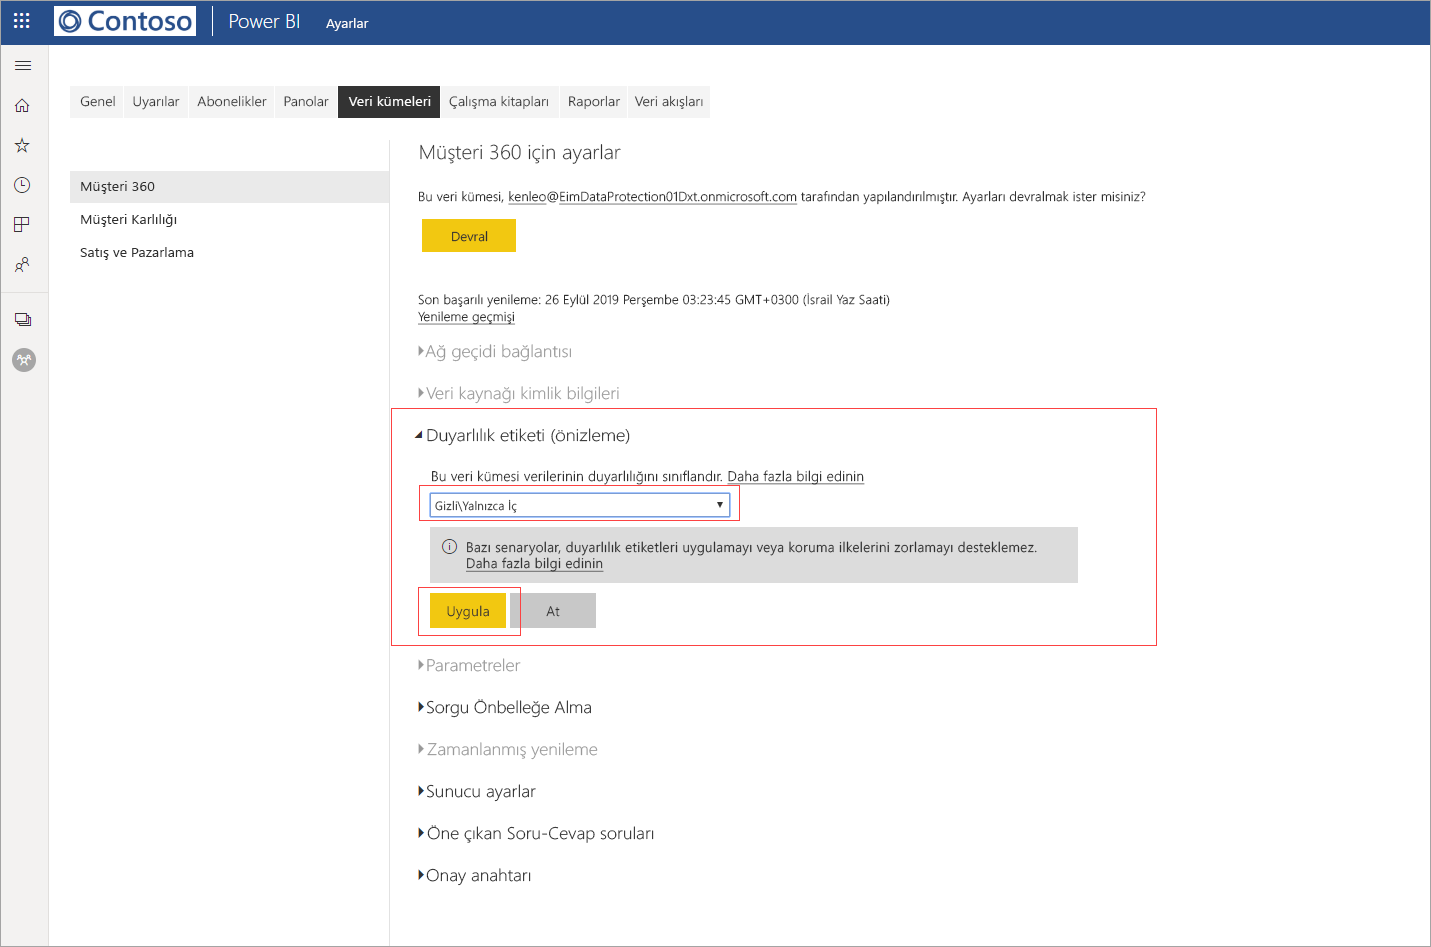 Contoso
Power BI
Ayarlar
Genel
Uyarılar
Abonelikler
Panolar
Veri kümeleri
Çalışma kitapları
Raporlar
Veri akışları
Müşteri 360
Müşteri Karlılığı
Satış ve Pazarlama
Müşteri 360 için ayarlar
Bu veri kümesi, kenleo@EimDataProtection01Dxt.onmicrosoft.com tarafından yapılandırılmıştır. Ayarları devralmak ister misiniz?
Devral
Son başarılı yenileme: 26 Eylül 2019 Perşembe 03:23:45 GMT+0300 (İsrail Yaz Saati)
Yenileme geçmişi
Ağ geçidi bağlantısı
Veri kaynağı kimlik bilgileri
Duyarlılık etiketi (önizleme)
Bu veri kümesi verilerinin duyarlılığını sınıflandır. Daha fazla bilgi edinin
Gizli\Yalnızca İç
Bazı senaryolar, duyarlılık etiketleri uygulamayı veya koruma ilkelerini zorlamayı desteklemez.
Daha fazla bilgi edinin
Uygula
At
Parametreler
Sorgu Önbelleğe Alma
Zamanlanmış yenileme
Sunucu ayarlar
Öne çıkan Soru-Cevap soruları
Onay anahtarı